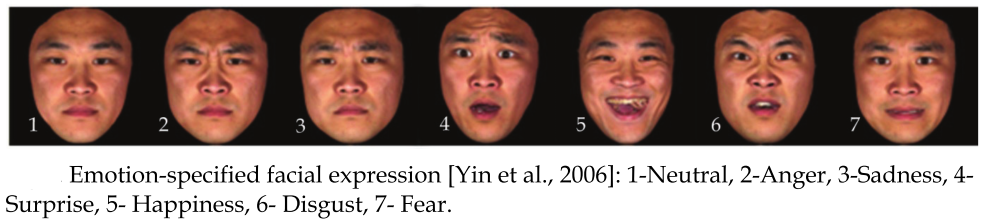 1 2 3 4 5 6 7
Emotion-specified facial expression [Yin et al., 2006]: 1-Neutral, 2-Anger, 3-Sadness, 4-
Surprise, 5- Happiness, 6- Disgust, 7- Fear.